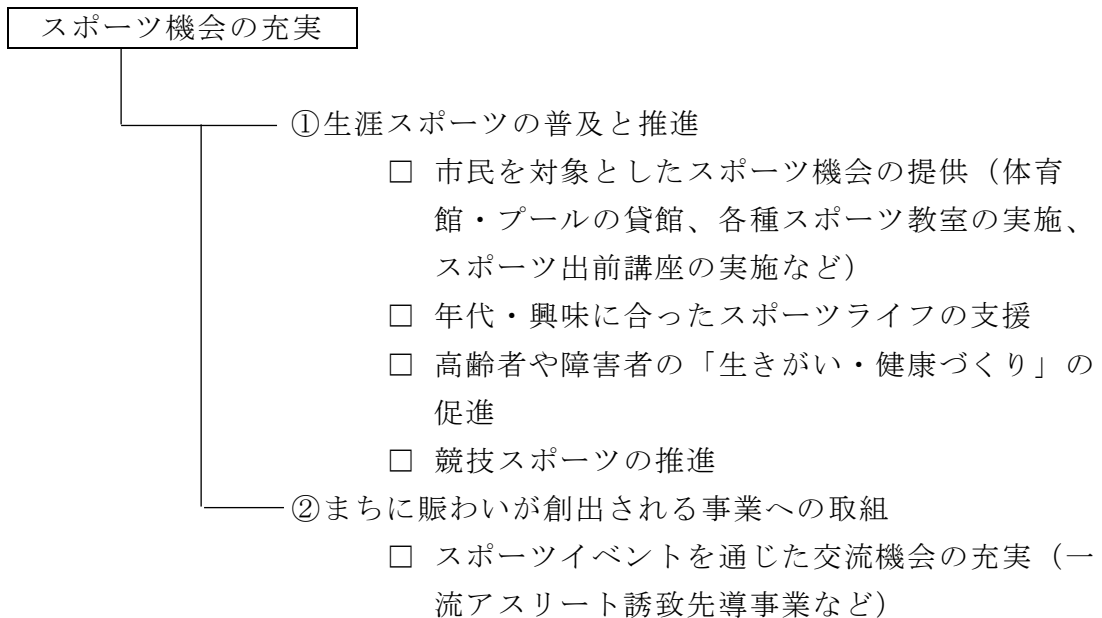 スポーツ機会の充実
①生涯スポーツの普及と推進
□ 市民を対象としたスポーツ機会の提供（体育
館・プールの貸館、各種スポーツ教室の実施、
スポーツ出前講座の実施など）
□ 年代・興味に合ったスポーツライフの支援
□ 高齢者や障害者の「生きがい・健康づくり」の
促進
□ 競技スポーツの推進
②まちに賑わいが創出される事業への取組
□ スポーツイベントを通じた交流機会の充実（一
流アスリート誘致先導事業など）